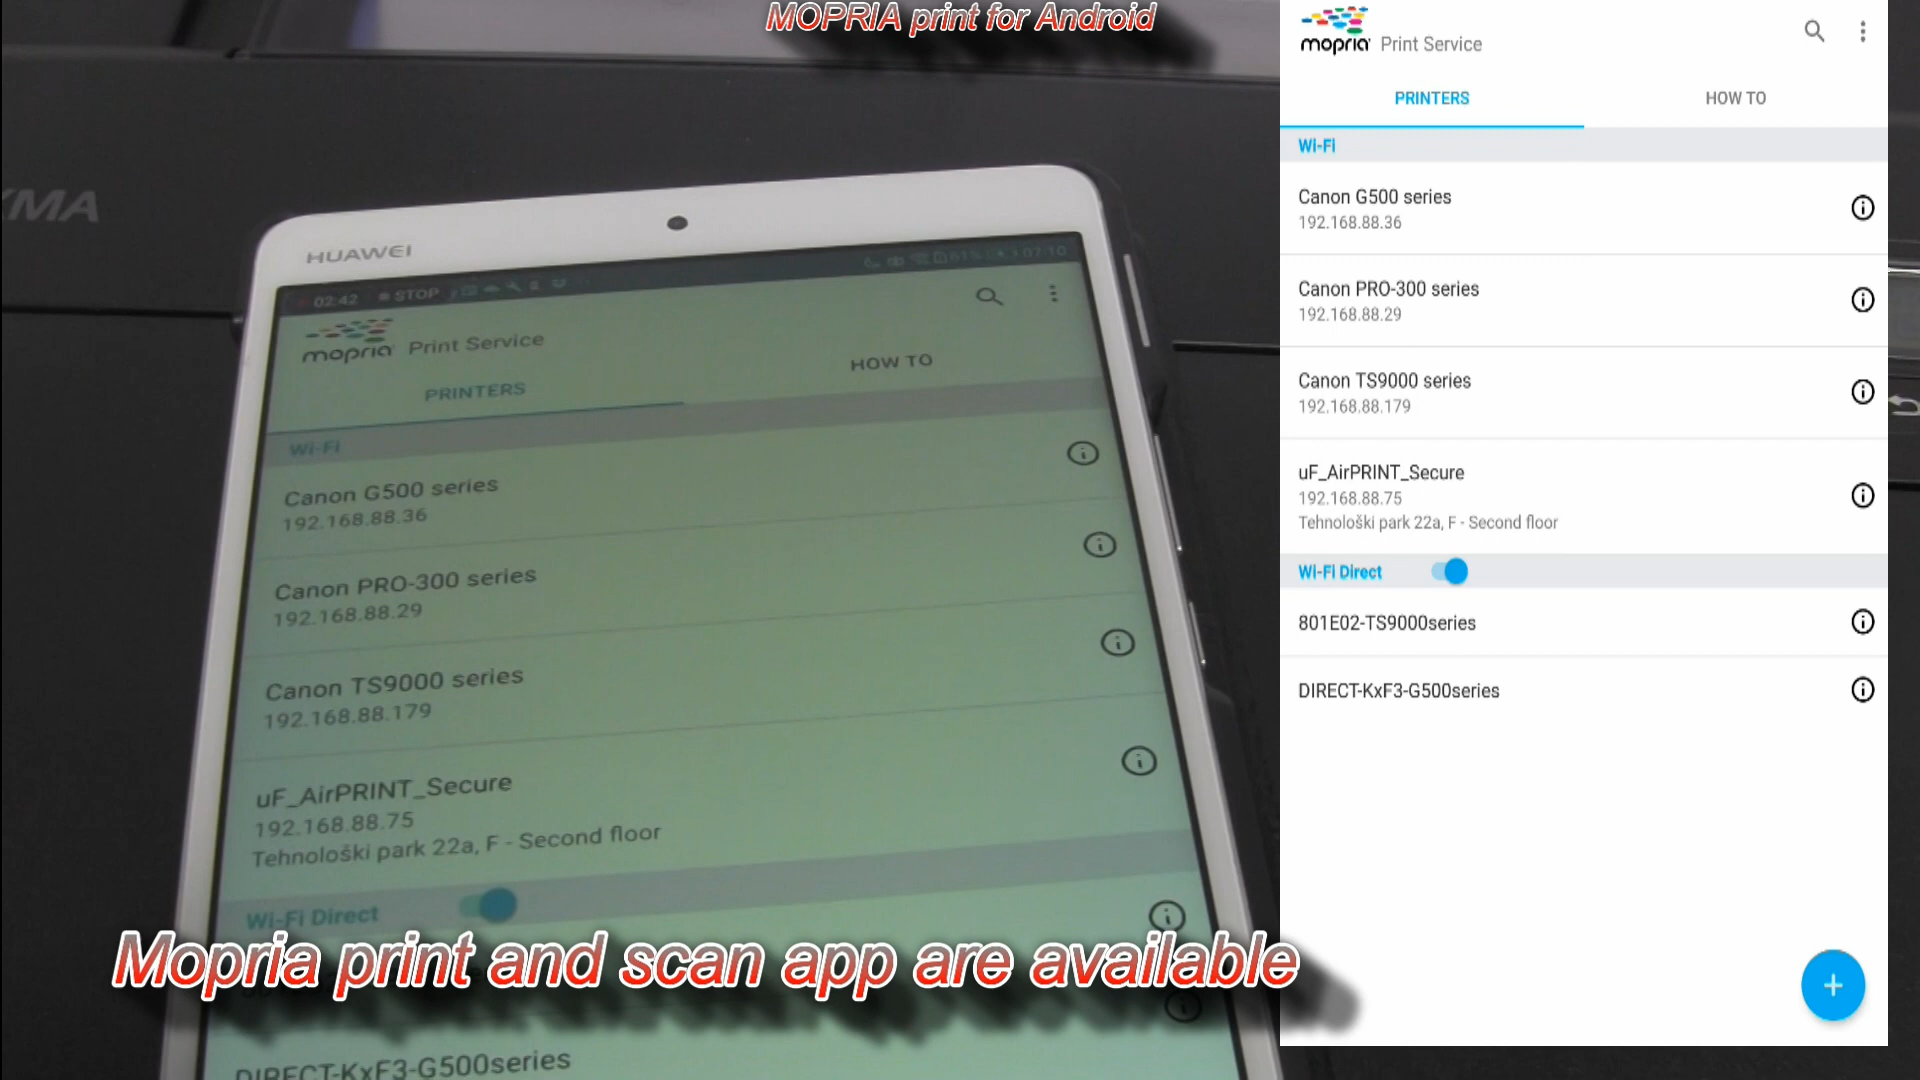 MOPRIA print for Android
XMA
HUAWEI
02:42 STOP
07:10
mopria Print Service
PRINTERS
HOW TO
Wi-Fi
Canon G500 series
192.168.88.36
Canon PRO-300 series
192.168.88.29
Canon TS9000 series
192.168.88.179
uF_AirPRINT_Secure
192.168.88.75
Tehnološki park 22a, F - Second floor
Wi-Fi Direct
DIRECT-KxF3-G500series
Mopria print and scan app are available
mopria Print Service
PRINTERS
HOW TO
Wi-Fi
Canon G500 series
192.168.88.36
Canon PRO-300 series
192.168.88.29
Canon TS9000 series
192.168.88.179
uF_AirPRINT_Secure
192.168.88.75
Tehnološki park 22a, F - Second floor
Wi-Fi Direct
801E02-TS9000series
DIRECT-KxF3-G500series